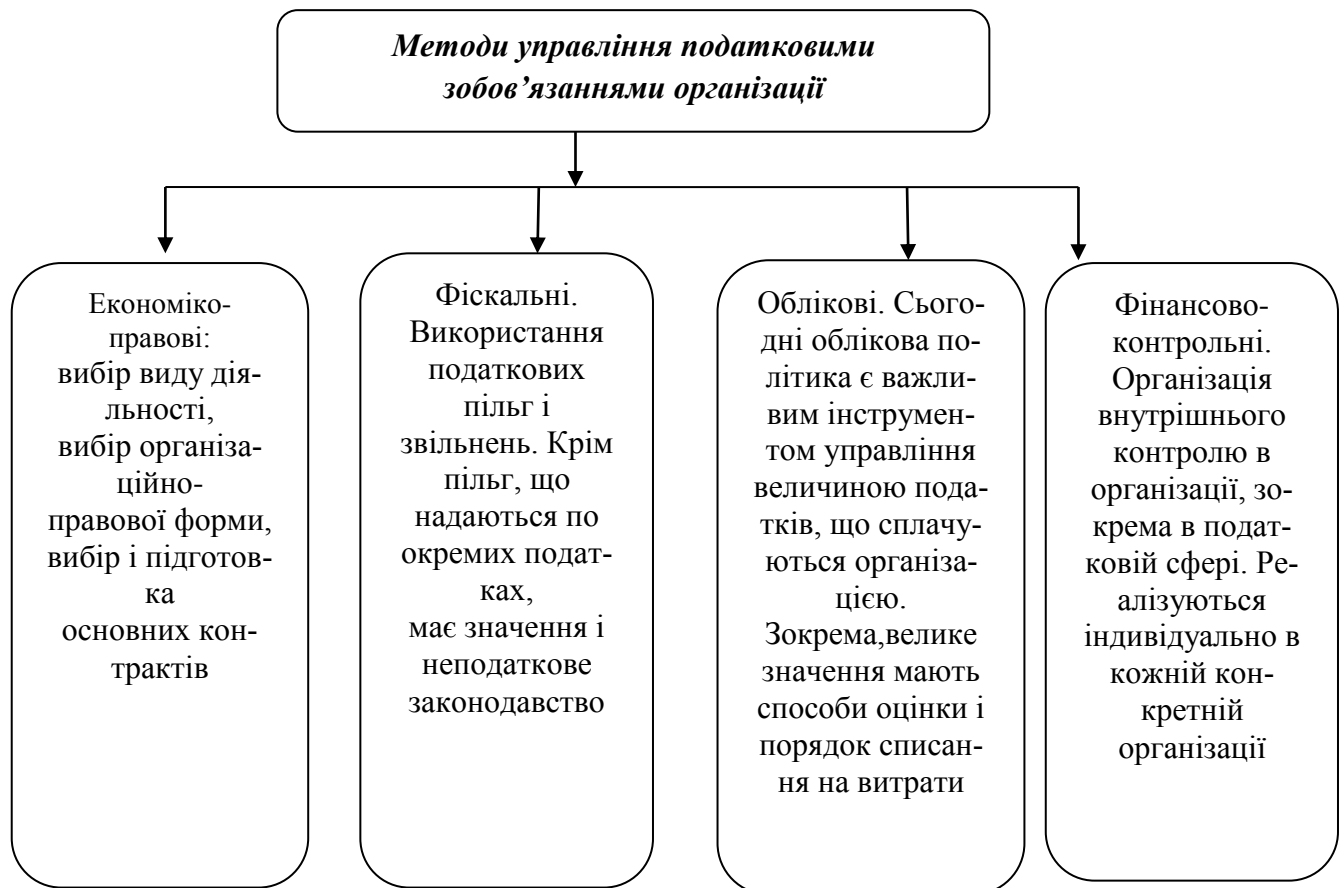 Методи управління податковими
зобов’язаннями організації
Економіко-
правові:
вибір виду дія-
льності,
вибір організа-
ційно-
правової форми,
вибір і підготов-
ка
основних кон-
трактів
Фіскальні.
Використання
податкових
пільг і
звільнень. Крім
пільг, що
надаються по
окремих подат-
ках,
має значення і
неподаткове
законодавство
Облікові. Сього-
дні облікова по-
літика є важли-
вим інструмен-
том управління
величиною пода-
тків, що сплачу-
ються організа-
цією.
Зокрема,велике
значення мають
способи оцінки і
порядок списан-
ня на витрати
Фінансово-
контрольні.
Організація
внутрішнього
контролю в
організації, зо-
крема в подат-
ковій сфері. Ре-
алізуються
індивідуально в
кожній кон-
кретній
організації